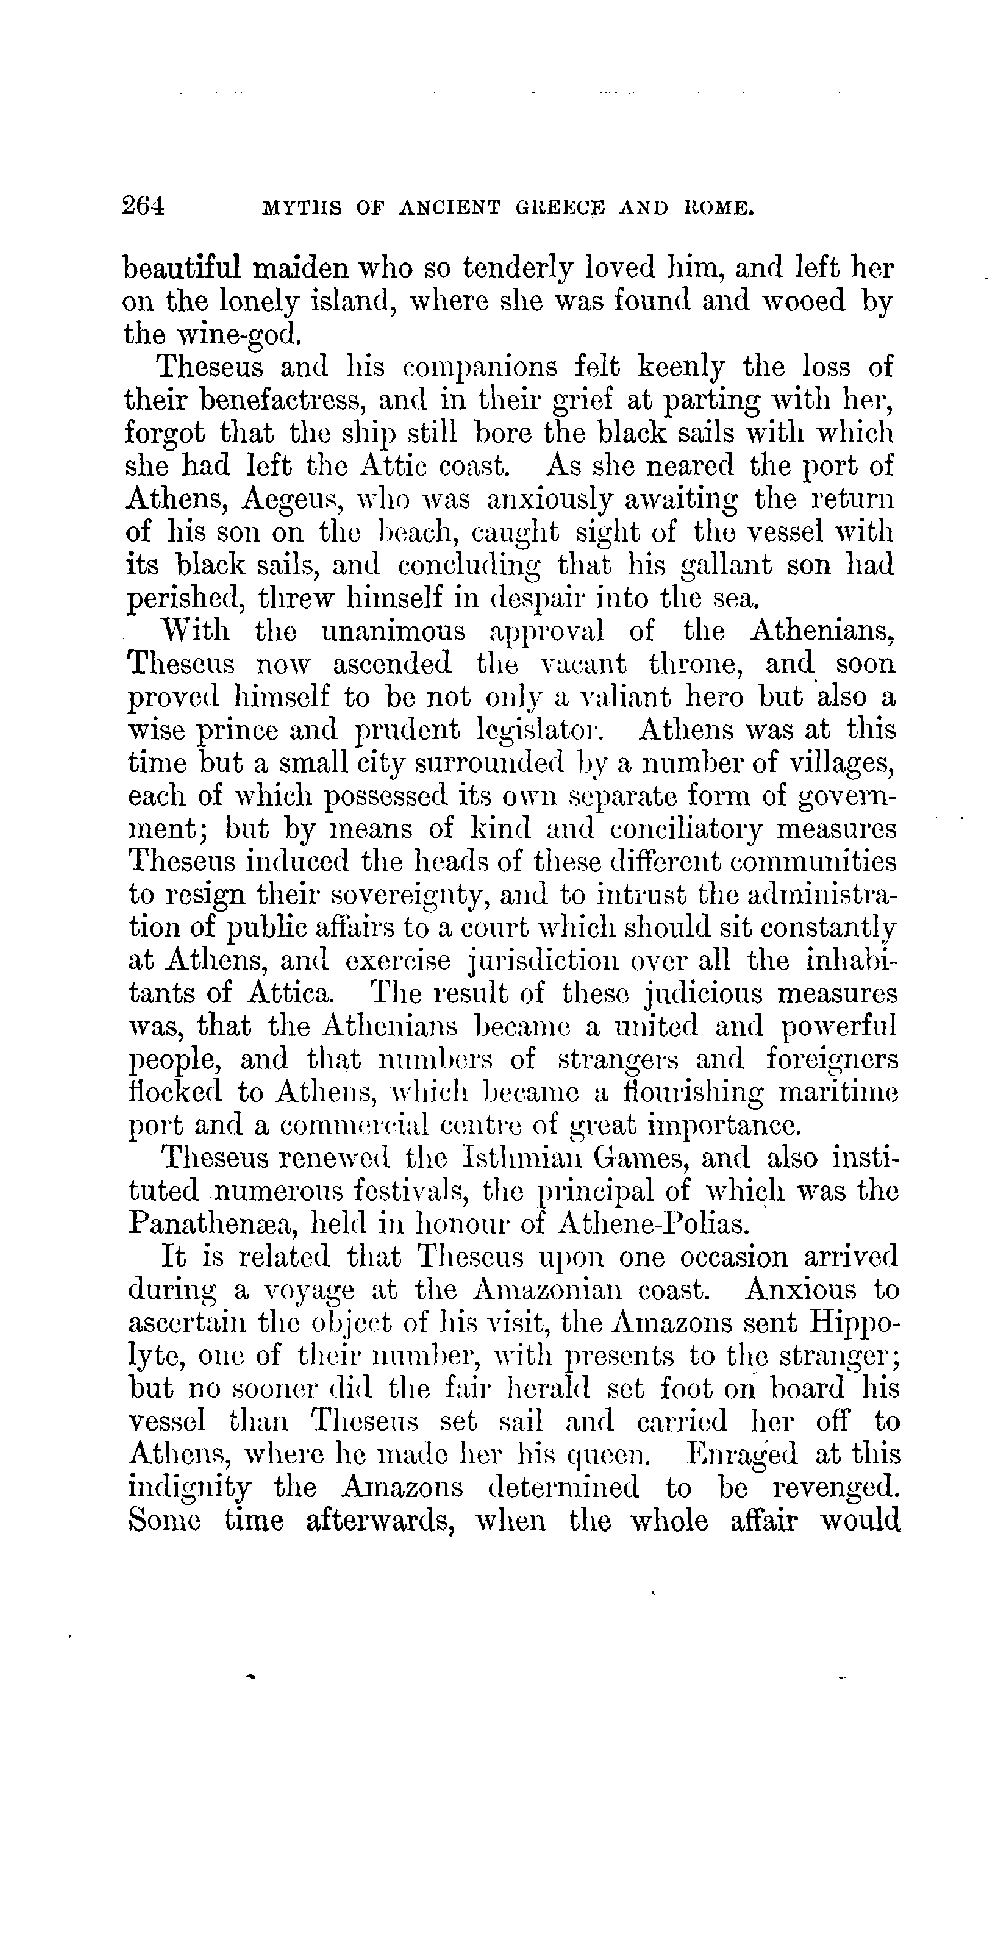 264 MYTHS OF ANCIENT GREECE AND ROME.
beautiful maiden who so tenderly loved him, and left her
on the lonely island, where she was found and wooed by
the wine-god.
Theseus and his companions felt keenly the loss of
their benefactress, and in their grief at parting with her,
forgot that the ship still bore the black sails with which
she had left the Attic coast. As she neared the port of
Athens, Aegeus, who was anxiously awaiting the return
of his son on the beach, caught sight of the vessel with
its black sails, and concluding that his gallant son had
perished, threw himself in despair into the sea.
With the unanimous approval of the Athenians,
Theseus now ascended the vacant throne, and soon
proved himself to be not only a valiant hero but also a
wise prince and prudent legislator. Athens was at this
time but a small city surrounded by a number of villages,
each of which possessed its own separate form of govern-
ment; but by means of kind and conciliatory measures
Theseus induced the heads of these different communities
to resign their sovereignty, and to intrust the administra-
tion of public affairs to a court which should sit constantly
at Athens, and exercise jurisdiction over all the inhabi-
tants of Attica. The result of these judicious measures
was, that the Athenians became a united and powerful
people, and that numbers of strangers and foreigners
flocked to Athens, which became a flourishing maritime
port and a commercial centre of great importance.
Theseus renewed the Isthmian Games, and also insti-
tuted numerous festivals, the principal of which was the
Panathenæa, held in honour of Athene-Polias.
It is related that Theseus upon one occasion arrived
during a voyage at the Amazonian coast. Anxious to
ascertain the object of his visit, the Amazons sent Hippo-
lyte, one of their number, with presents to the stranger;
but no sooner did the fair herald set foot on board his
vessel than Theseus set sail and carried her off to
Athens, where he made her his queen. Enraged at this
indignity the Amazons determined to be revenged.
Some time afterwards, when the whole affair would